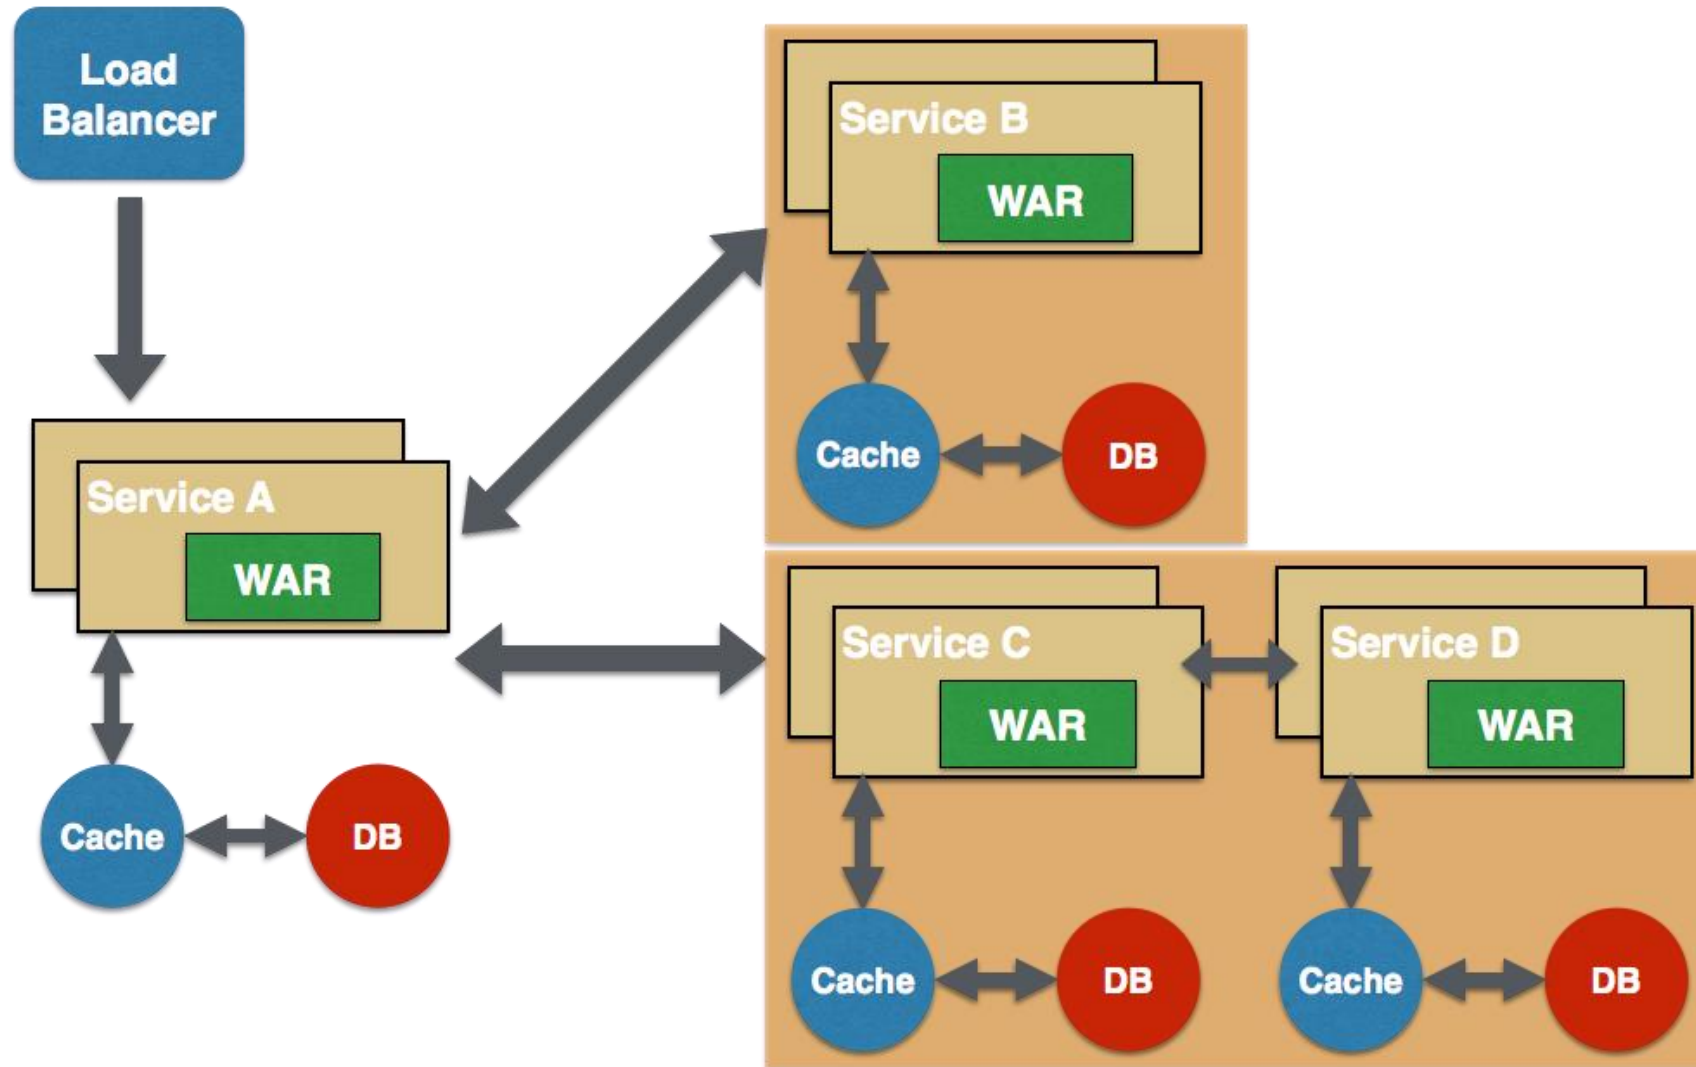 Load
Balancer
Service B
WAR
Cache
DB
Service A
WAR
Cache
DB
Service C
WAR
Service D
WAR
Cache
DB
Cache
DB